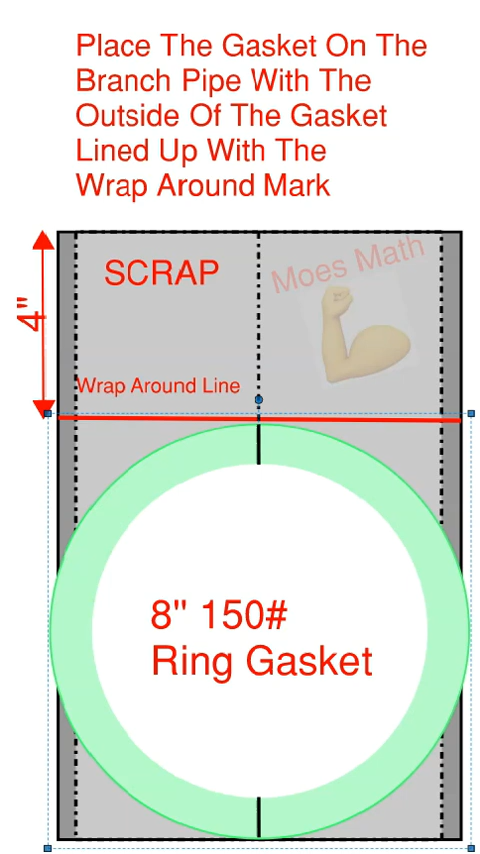 Place The Gasket On The
Branch Pipe With The
Outside Of The Gasket
Lined Up With The
Wrap Around Mark
SCRAP
Moes Math
4"
Wrap Around Line
8" 150#
Ring Gasket